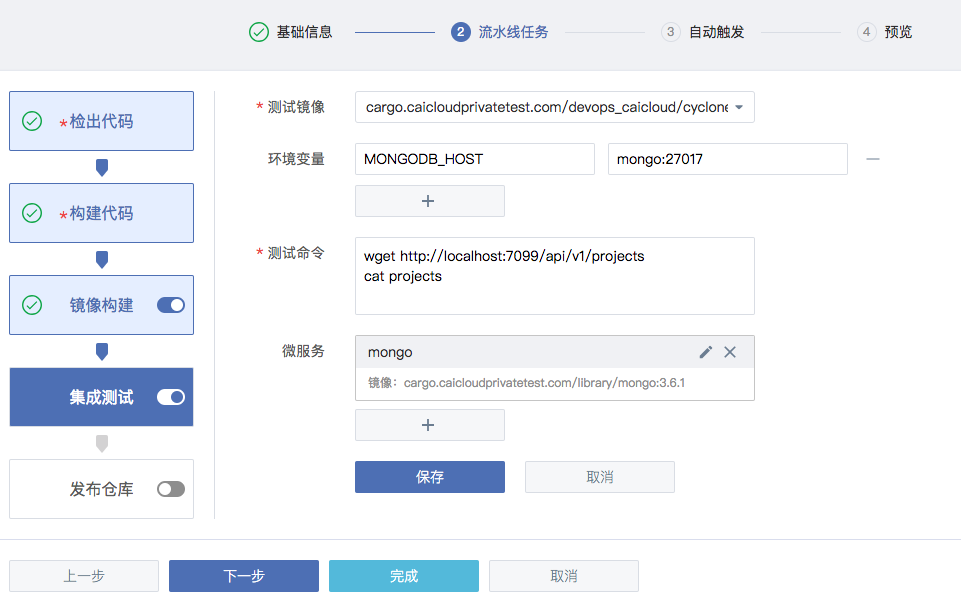 基础信息
2 流水线任务
3 自动触发
4 预览
*检出代码
*构建代码
镜像构建
集成测试
发布仓库
* 测试镜像
cargo.caicloudprivatetest.com/devops_caicloud/cyclone
环境变量
MONGODB_HOST
mongo:27017
* 测试命令
wget http://localhost:7099/api/v1/projects
cat projects
微服务
mongo
镜像: cargo.caicloudprivatetest.com/library/mongo:3.6.1
保存
取消
上一步
下一步
完成
取消